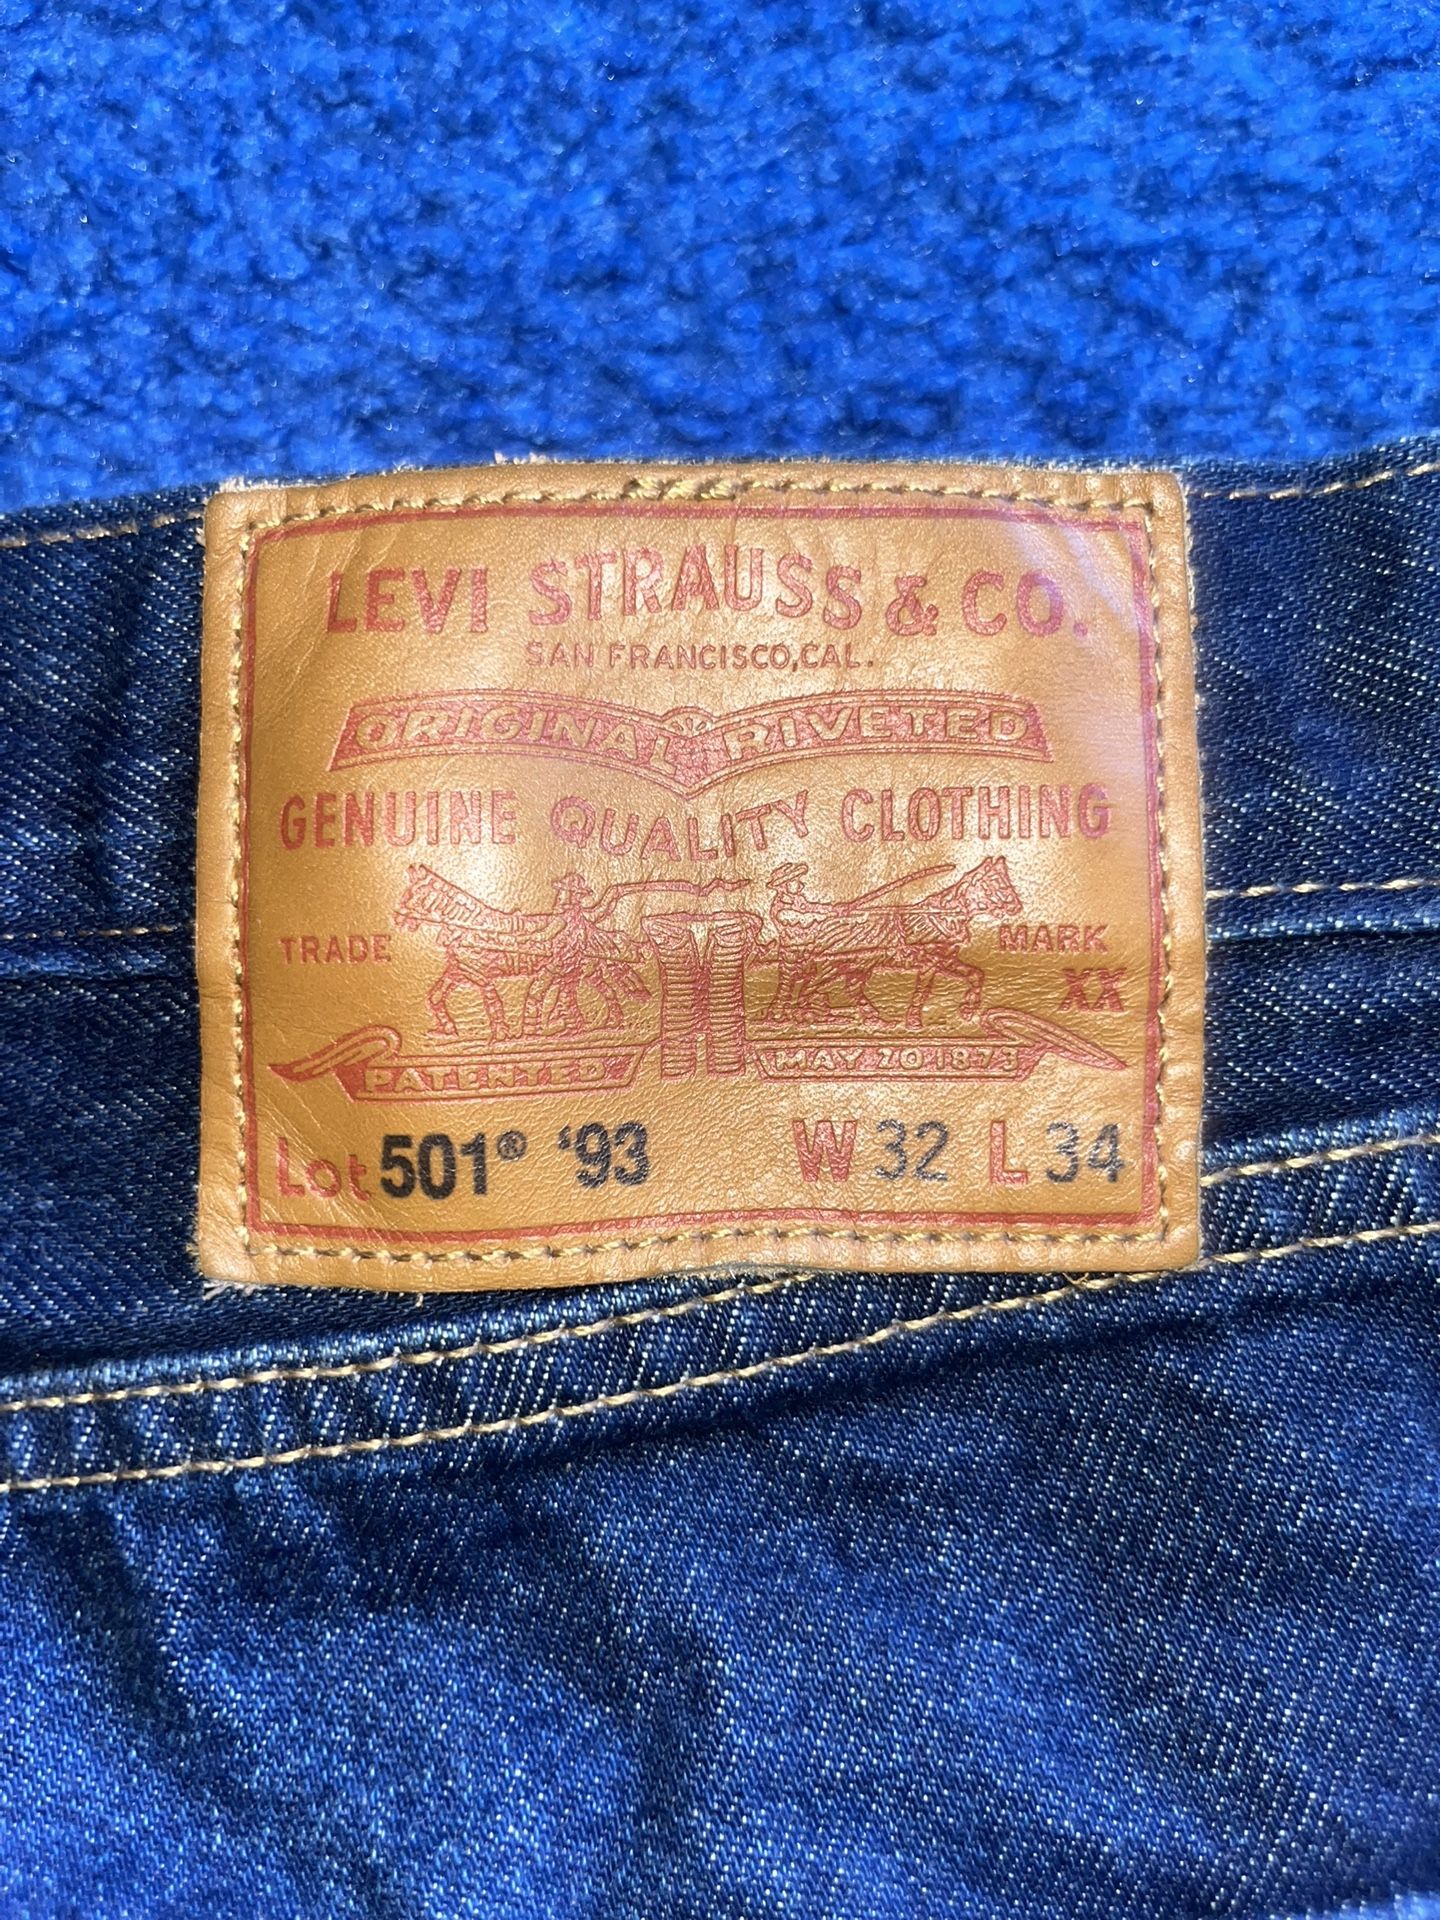 LEVI STRAUSS & CO.
SAN FRANCISCO, CAL.
ORIGINAL RIVETED
GENUINE QUALITY CLOTHING
TRADE MARK
XX
PATENTED MAY 20 1873
Lot 501® '93 W 32 L 34